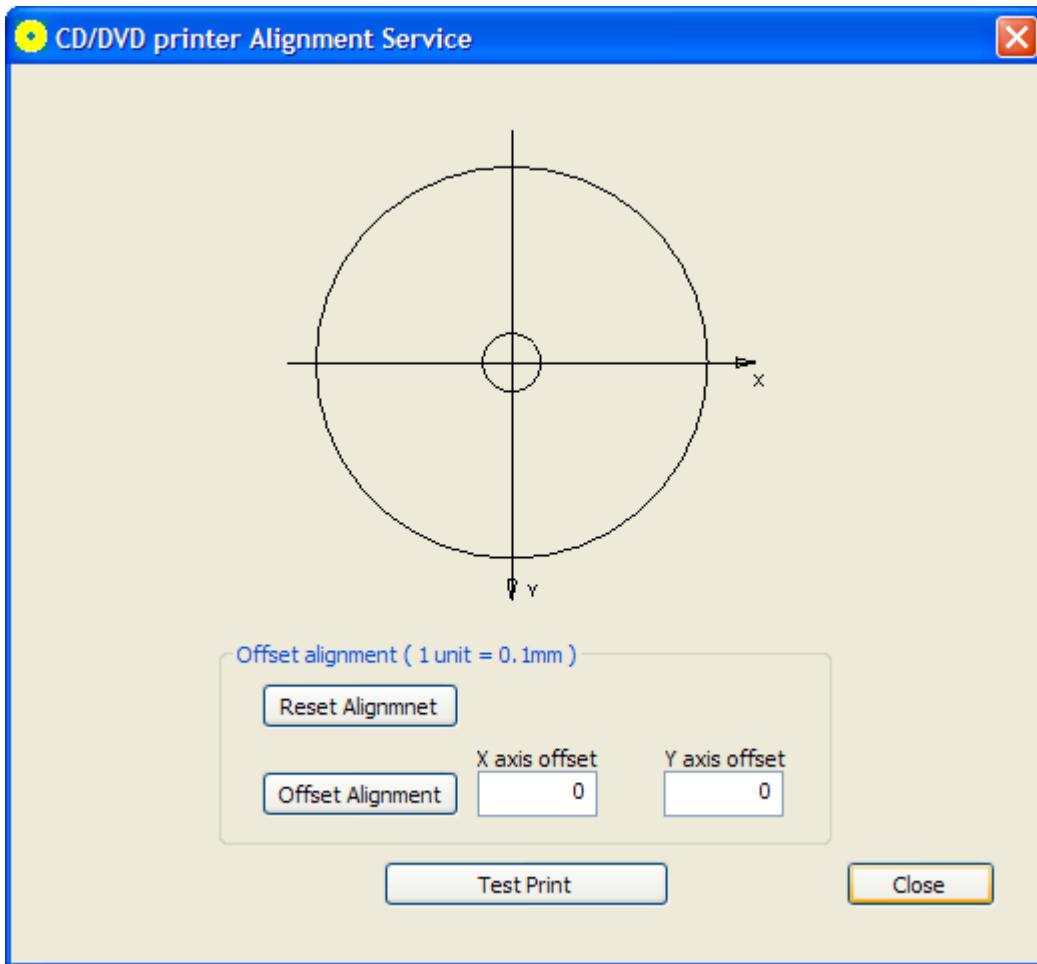 CD/DVD printer Alignment Service
X
Y
Offset alignment ( 1 unit = 0.1mm )
Reset Alignmnet
X axis offset Y axis offset
Offset Alignment 0 0
Test Print Close